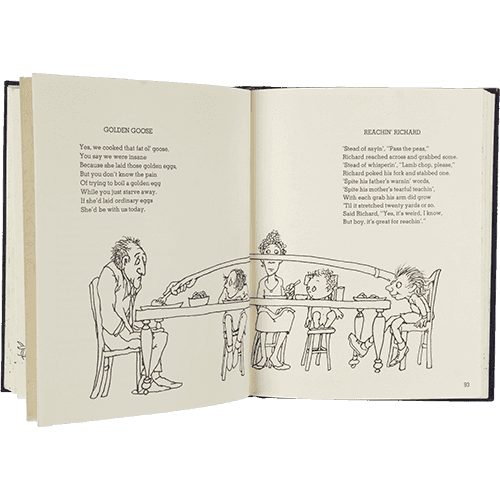 GOLDEN GOOSE
Yes, we cooked that fat ol' goose,
You say we were insane
Because she laid those golden eggs,
But you don't know the pain
Of trying to boil a golden egg
While you just starve away.
If she'd laid ordinary eggs
She'd be with us today.
REACHIN' RICHARD
'Stead of sayin', "Pass the peas,"
Richard reached across and grabbed some.
'Stead of whisperin', "Lamb chop, please,"
Richard poked his fork and stabbed one.
'Spite his father's warnin' words,
'Spite his mother's tearful teachin',
With each grab his arm did grow
'Til it stretched twenty yards or so.
Said Richard, "Yes, it's weird, I know,
But boy, it's great for reachin'."
93